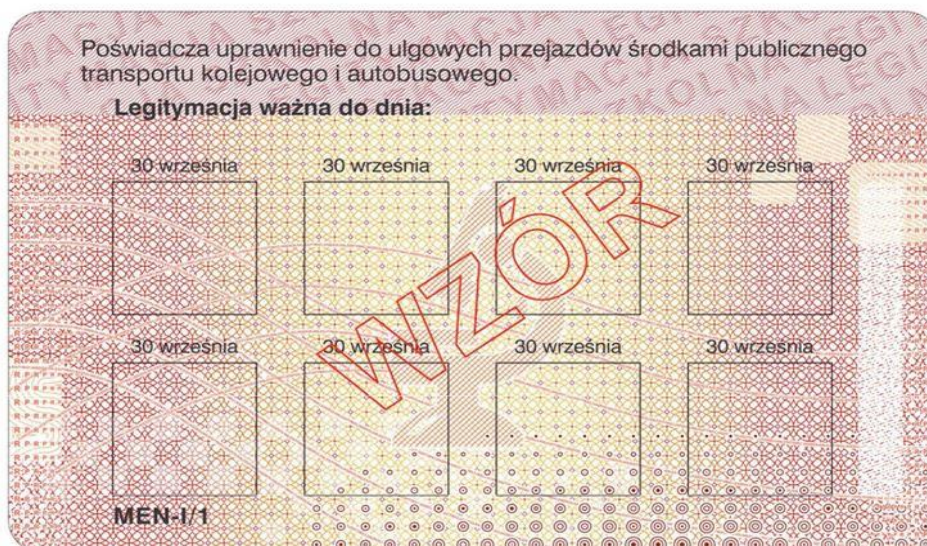 Poświadcza uprawnienie do ulgowych przejazdów środkami publicznego
transportu kolejowego i autobusowego.
Legitymacja ważna do dnia:
30 września 30 września 30 września 30 września
WZÓR
30 września 30 września 30 września 30 września
MEN-I/1